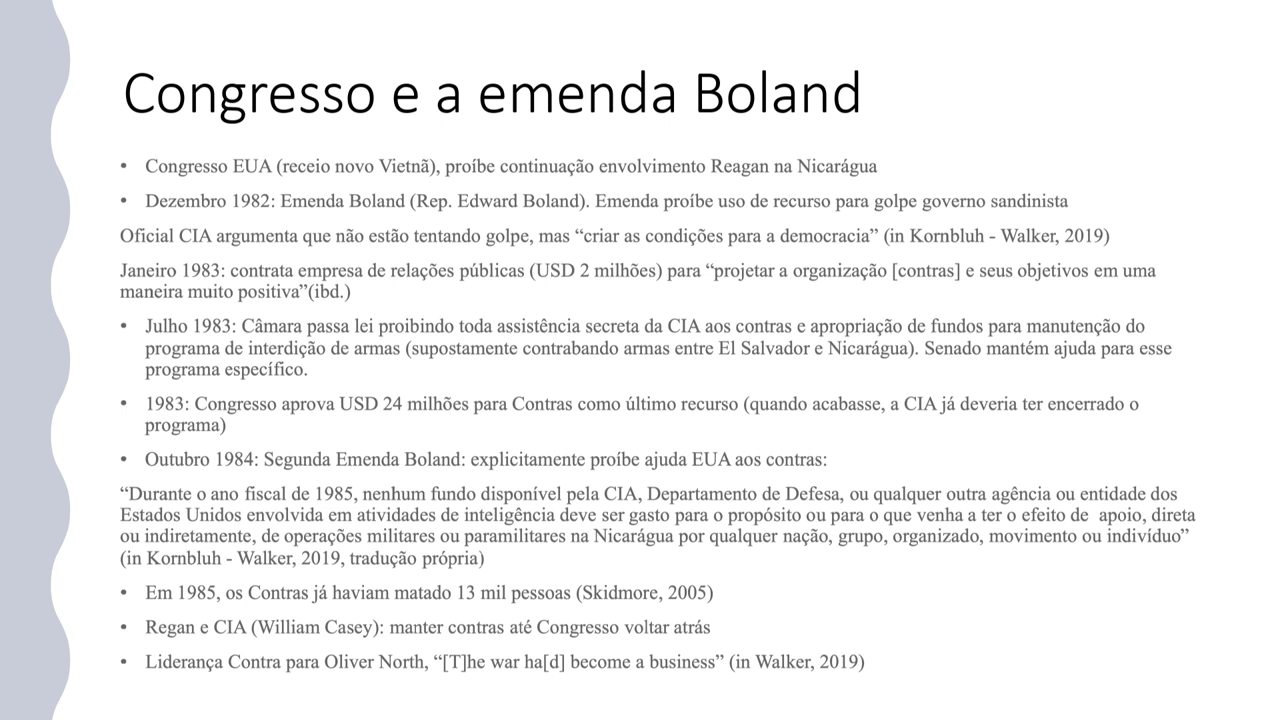 Congresso e a emenda Boland
• Congresso EUA (receio novo Vietnã), proíbe continuação envolvimento Reagan na Nicarágua
• Dezembro 1982: Emenda Boland (Rep. Edward Boland). Emenda proíbe uso de recurso para golpe governo sandinista
Oficial CIA argumenta que não estão tentando golpe, mas “criar as condições para a democracia” (in Kornbluh - Walker, 2019)
Janeiro 1983: contrata empresa de relações públicas (USD 2 milhões) para “projetar a organização [contras] e seus objetivos em uma
maneira muito positiva”(ibd.)
• Julho 1983: Câmara passa lei proibindo toda assistência secreta da CIA aos contras e apropriação de fundos para manutenção do
programa de interdição de armas (supostamente contrabando armas entre El Salvador e Nicarágua). Senado mantém ajuda para esse
programa específico.
• 1983: Congresso aprova USD 24 milhões para Contras como último recurso (quando acabasse, a CIA já deveria ter encerrado o
programa)
• Outubro 1984: Segunda Emenda Boland: explicitamente proíbe ajuda EUA aos contras:
“Durante o ano fiscal de 1985, nenhum fundo disponível pela CIA, Departamento de Defesa, ou qualquer outra agência ou entidade dos
Estados Unidos envolvida em atividades de inteligência deve ser gasto para o propósito ou para o que venha a ter o efeito de  apoio, direta
ou indiretamente, de operações militares ou paramilitares na Nicarágua por qualquer nação, grupo, organizado, movimento ou indivíduo”
(in Kornbluh - Walker, 2019, tradução própria)
• Em 1985, os Contras já haviam matado 13 mil pessoas (Skidmore, 2005)
• Regan e CIA (William Casey): manter contras até Congresso voltar atrás
• Liderança Contra para Oliver North, “[T]he war ha[d] become a business” (in Walker, 2019)